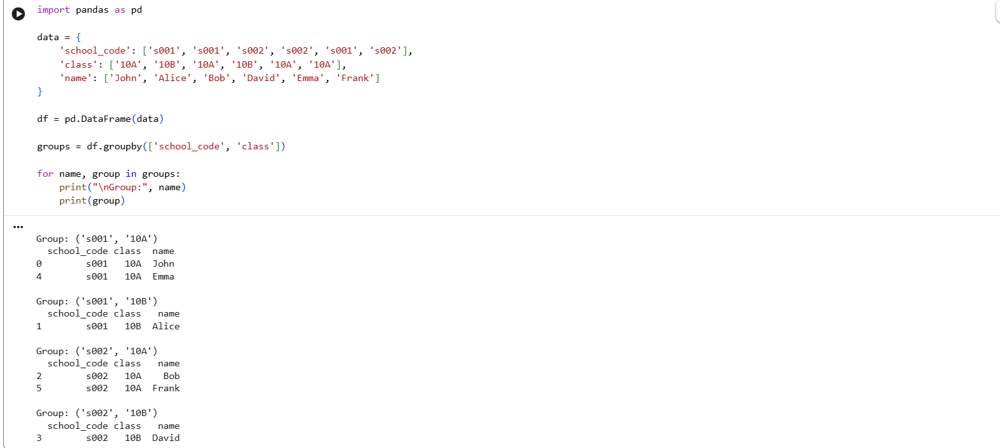 import pandas as pd
data = {
    'school_code': ['s001', 's001', 's002', 's002', 's001', 's002'],
    'class': ['10A', '10B', '10A', '10B', '10A', '10A'],
    'name': ['John', 'Alice', 'Bob', 'David', 'Emma', 'Frank']
}
df = pd.DataFrame(data)
groups = df.groupby(['school_code', 'class'])
for name, group in groups:
    print("\nGroup:", name)
    print(group)
Group: ('s001', '10A')
  school_code class  name
0        s001   10A  John
4        s001   10A  Emma
Group: ('s001', '10B')
  school_code class   name
1        s001   10B  Alice
Group: ('s002', '10A')
  school_code class   name
2        s002   10A    Bob
5        s002   10A  Frank
Group: ('s002', '10B')
  school_code class   name
3        s002   10B  David